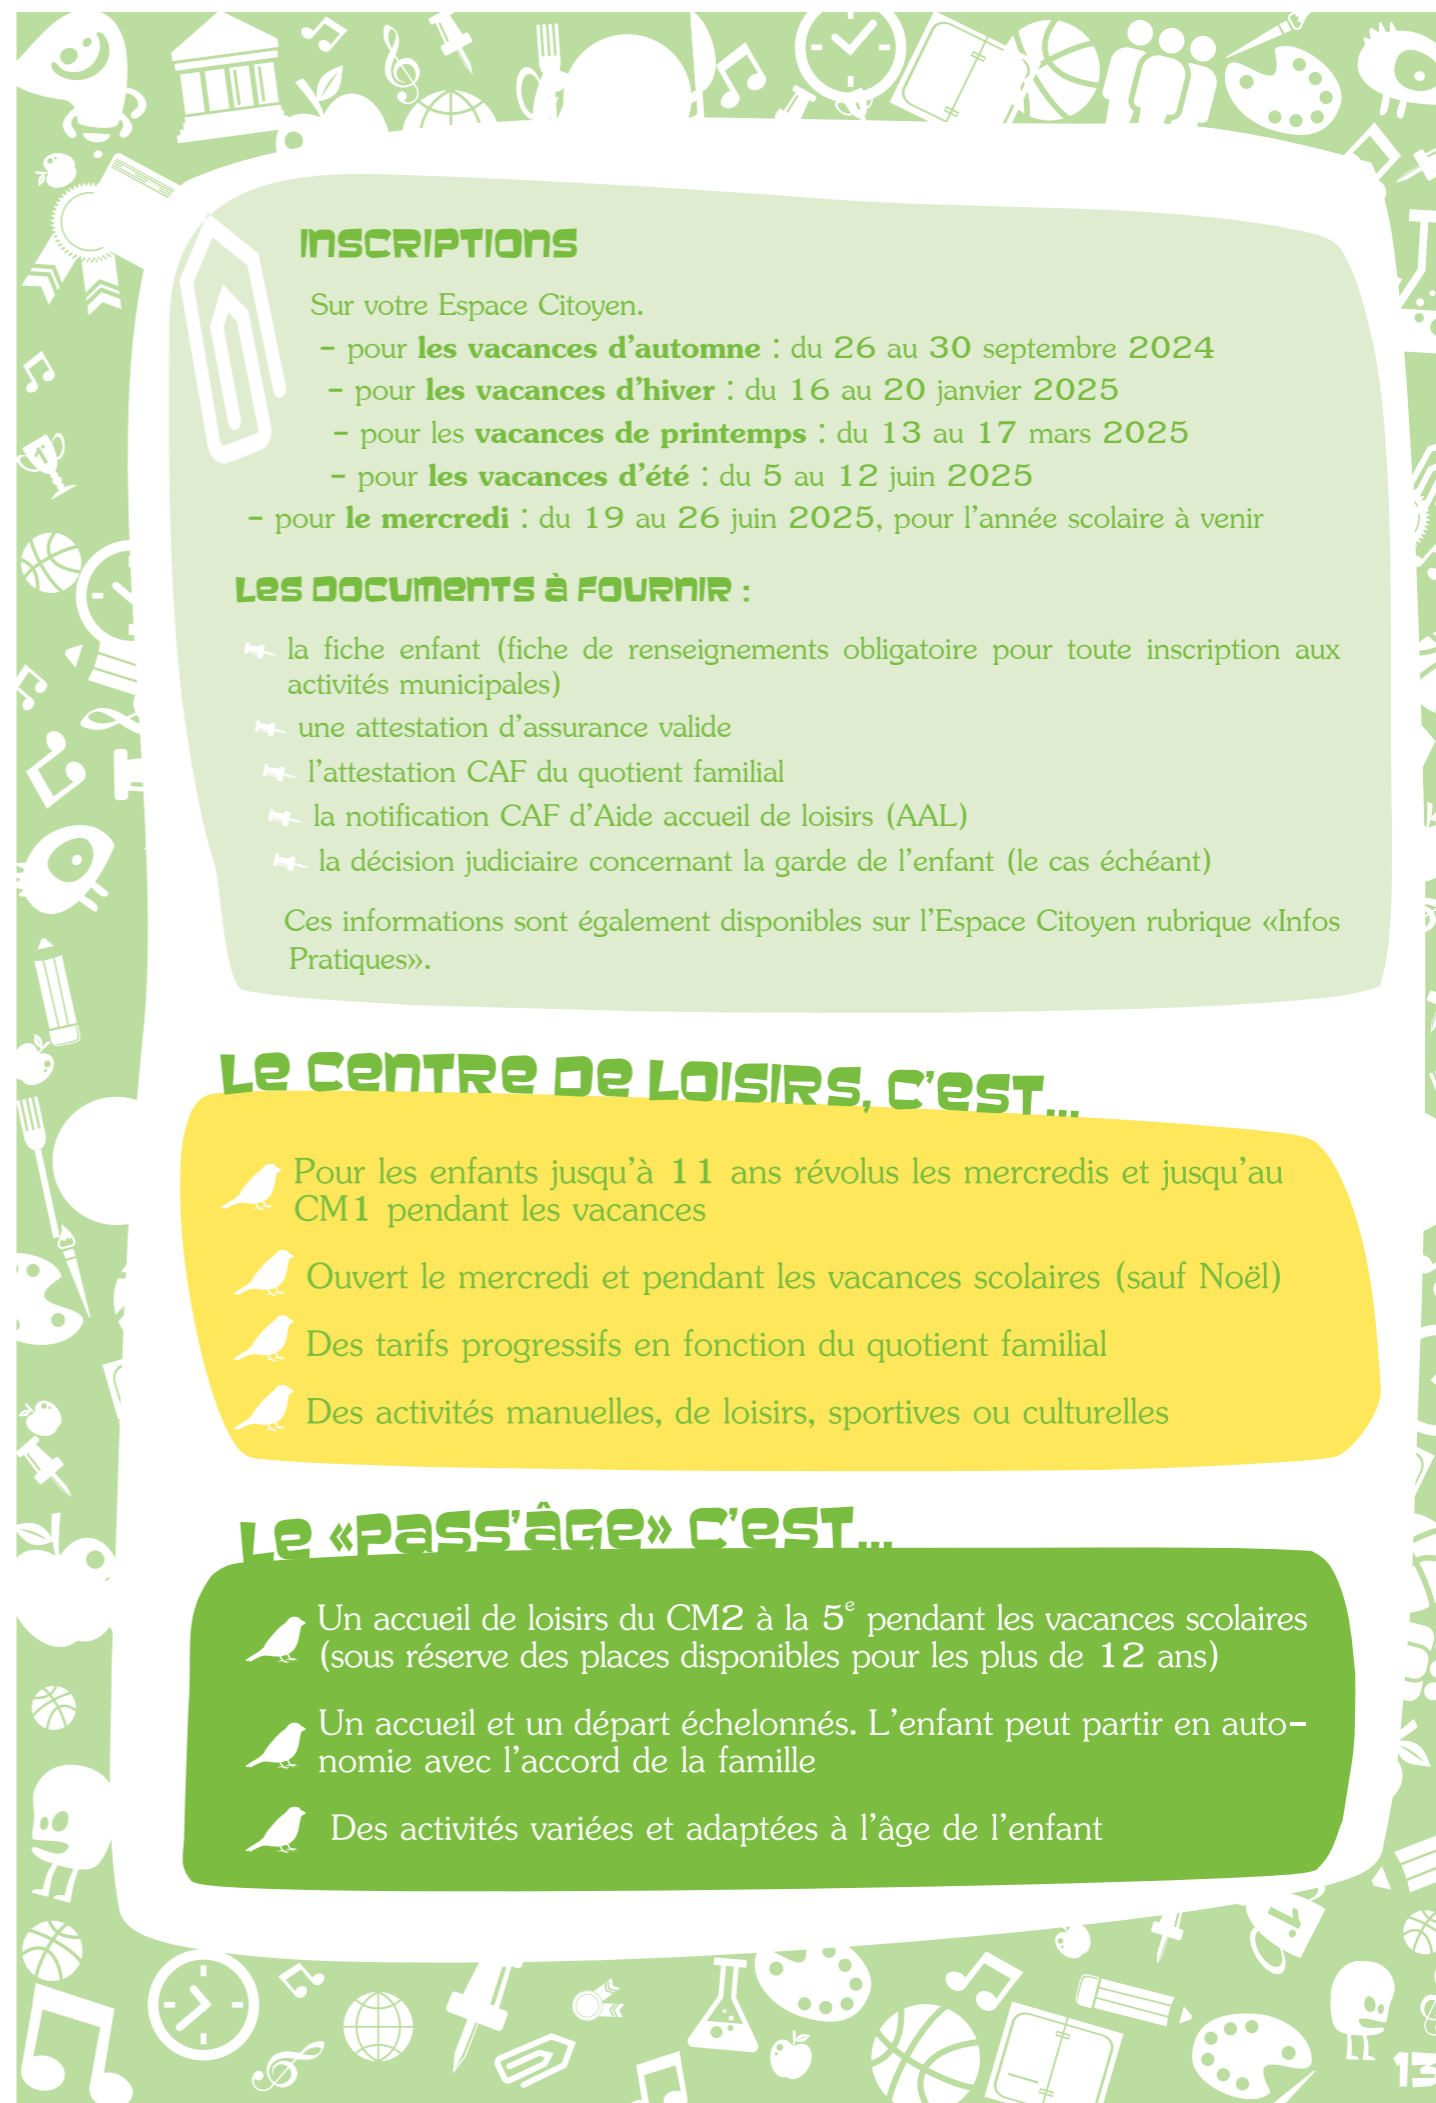 Inscriptions
Sur votre Espace Citoyen.
- pour les vacances d'automne : du 26 au 30 septembre 2024
- pour les vacances d'hiver : du 16 au 20 janvier 2025
- pour les vacances de printemps : du 13 au 17 mars 2025
- pour les vacances d'été : du 5 au 12 juin 2025
- pour le mercredi : du 19 au 26 juin 2025, pour l'année scolaire à venir
Les documents à fournir :
la fiche enfant (fiche de renseignements obligatoire pour toute inscription aux
activités municipales)
une attestation d'assurance valide
l'attestation CAF du quotient familial
la notification CAF d'Aide accueil de loisirs (AAL)
la décision judiciaire concernant la garde de l'enfant (le cas échéant)
Ces informations sont également disponibles sur l'Espace Citoyen rubrique «Infos
Pratiques».
Le centre de loisirs, c'est...
Pour les enfants jusqu'à 11 ans révolus les mercredis et jusqu'au
CM1 pendant les vacances
Ouvert le mercredi et pendant les vacances scolaires (sauf Noël)
Des tarifs progressifs en fonction du quotient familial
Des activités manuelles, de loisirs, sportives ou culturelles
Le «Pass'âge» c'est...
Un accueil de loisirs du CM2 à la 5e pendant les vacances scolaires
(sous réserve des places disponibles pour les plus de 12 ans)
Un accueil et un départ échelonnés. L'enfant peut partir en auto-
nomie avec l'accord de la famille
Des activités variées et adaptées à l'âge de l'enfant
13